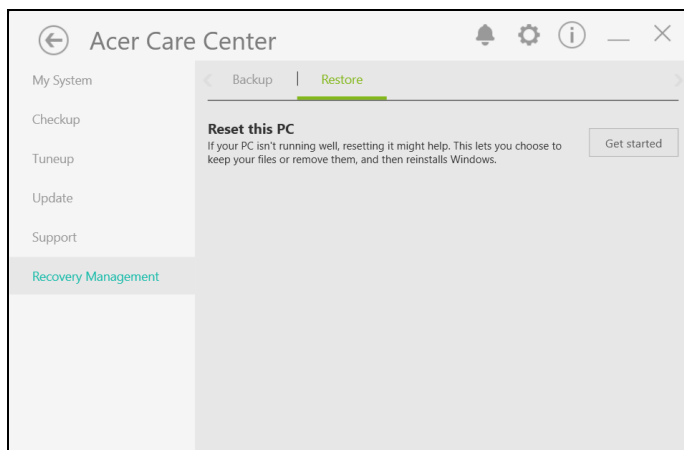 Acer Care Center
My System
Checkup
Tuneup
Update
Support
Recovery Management
Backup
Restore
Reset this PC
If your PC isn't running well, resetting it might help. This lets you choose to
keep your files or remove them, and then reinstalls Windows.
Get started